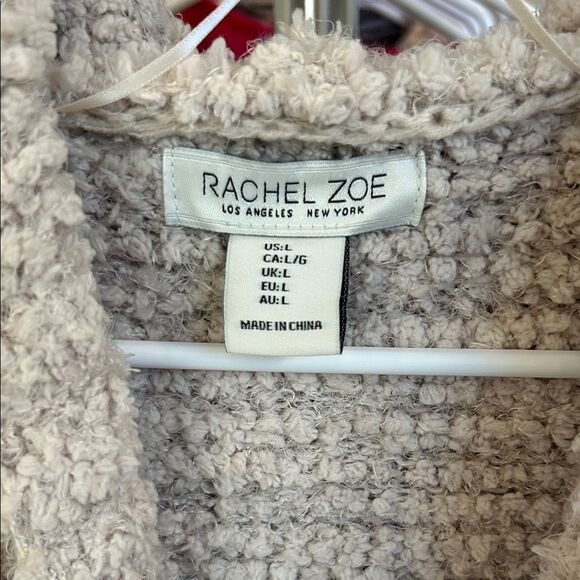 RACHEL ZOE
LOS ANGELES NEW YORK
US:L
CA:L/G
UK:L
EU:L
AU:L
MADE IN CHINA